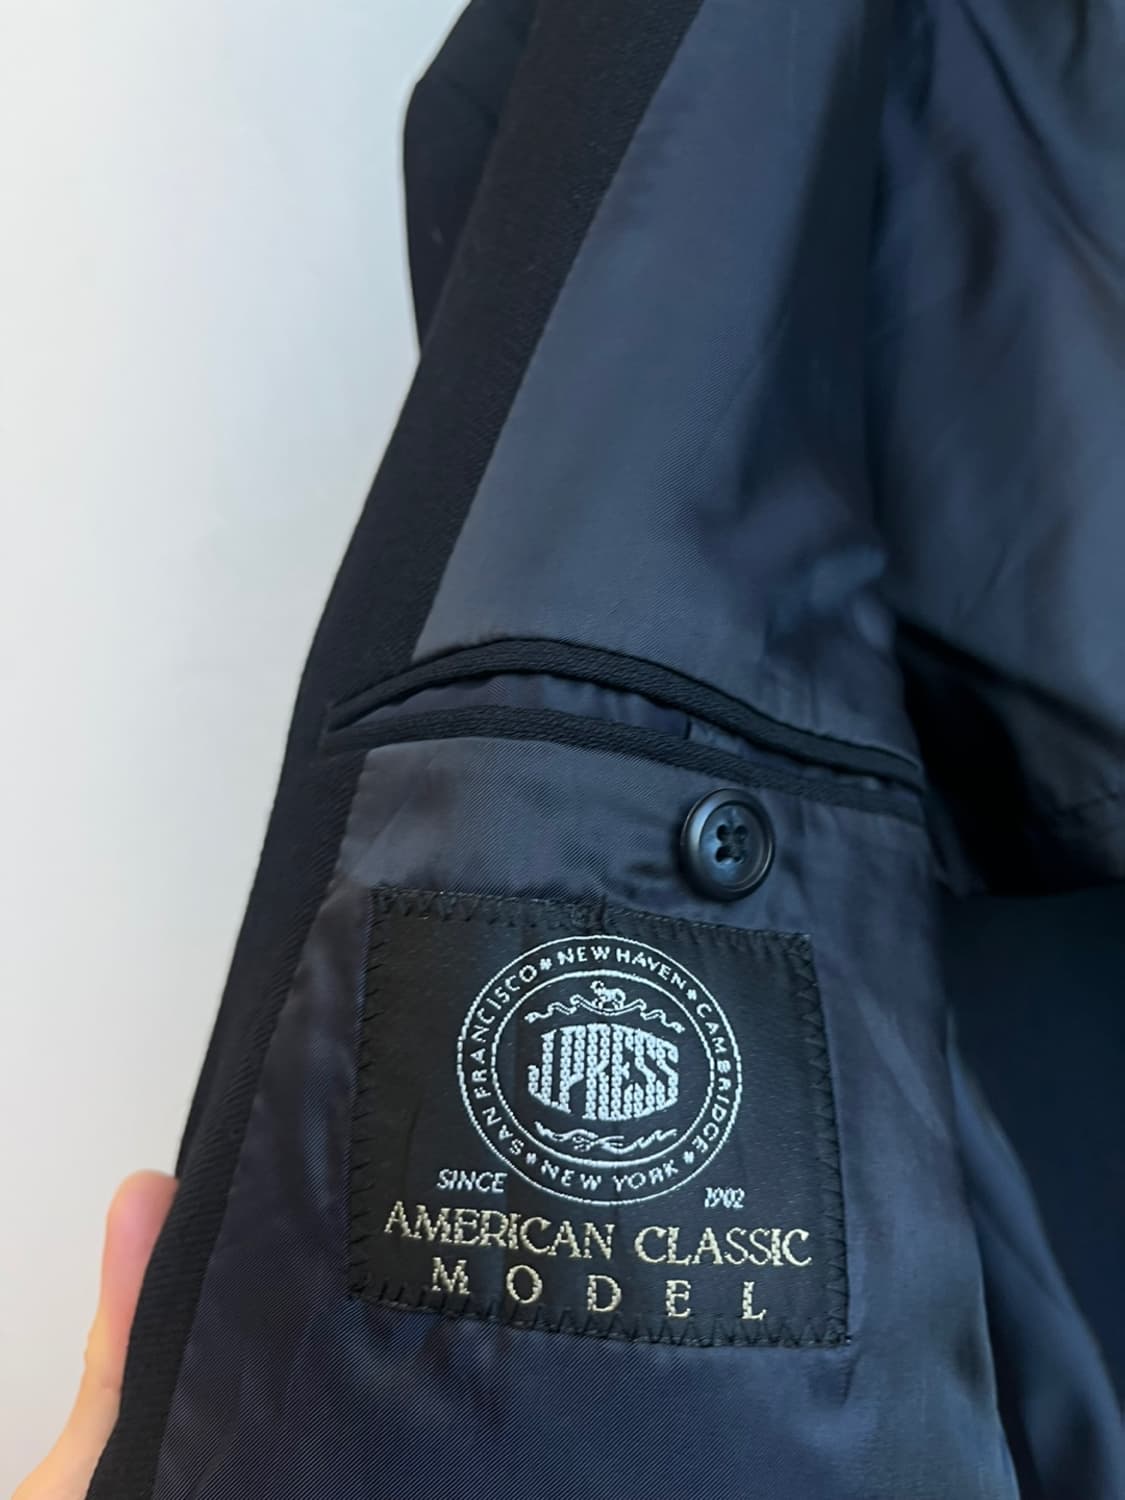 SAN FRANCISCO * NEW HAVEN * CAMBRIDGE * NEW YORK *
J.PRESS
SINCE 1902
AMERICAN CLASSIC
MODEL